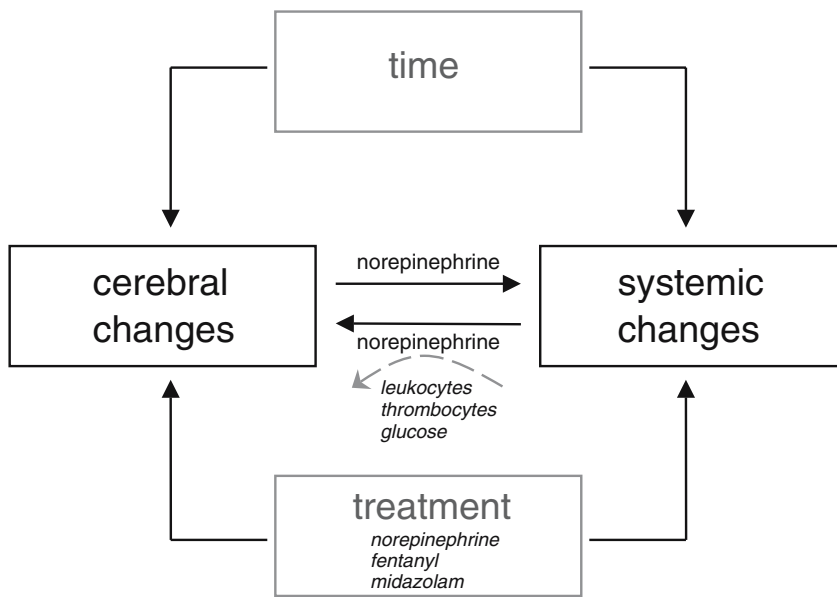 time
norepinephrine
cerebral
changes
systemic
changes
norepinephrine
leukocytes
thrombocytes
glucose
treatment
norepinephrine
fentanyl
midazolam